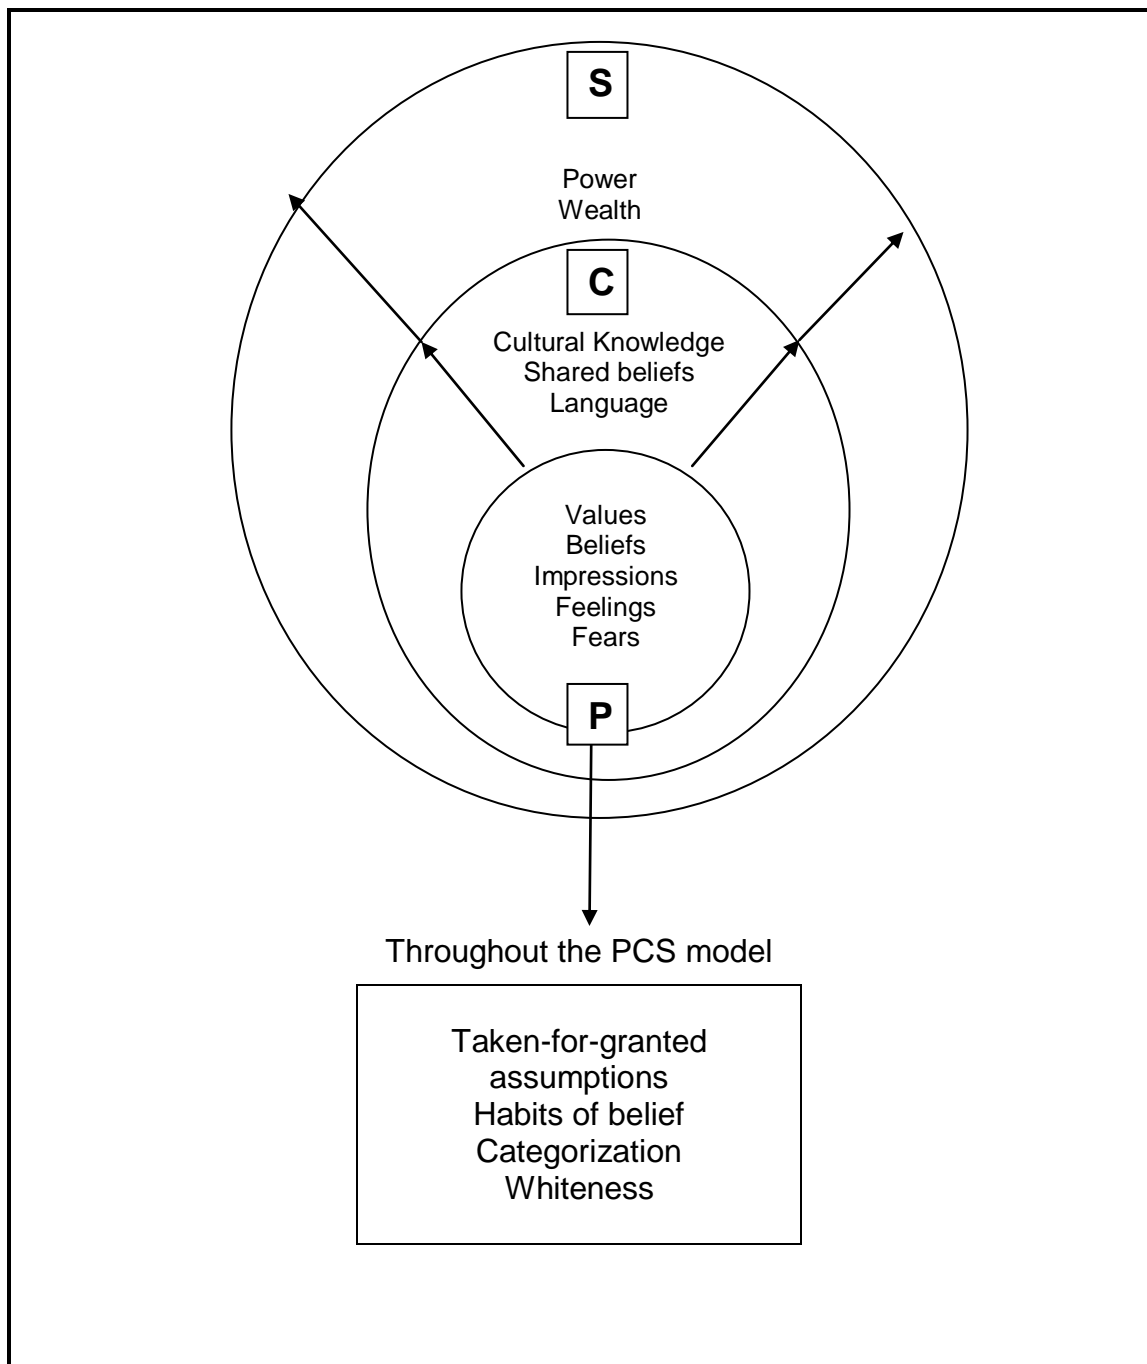 S
Power
Wealth
C
Cultural Knowledge
Shared beliefs
Language
Values
Beliefs
Impressions
Feelings
Fears
P
Throughout the PCS model
Taken-for-granted
assumptions
Habits of belief
Categorization
Whiteness